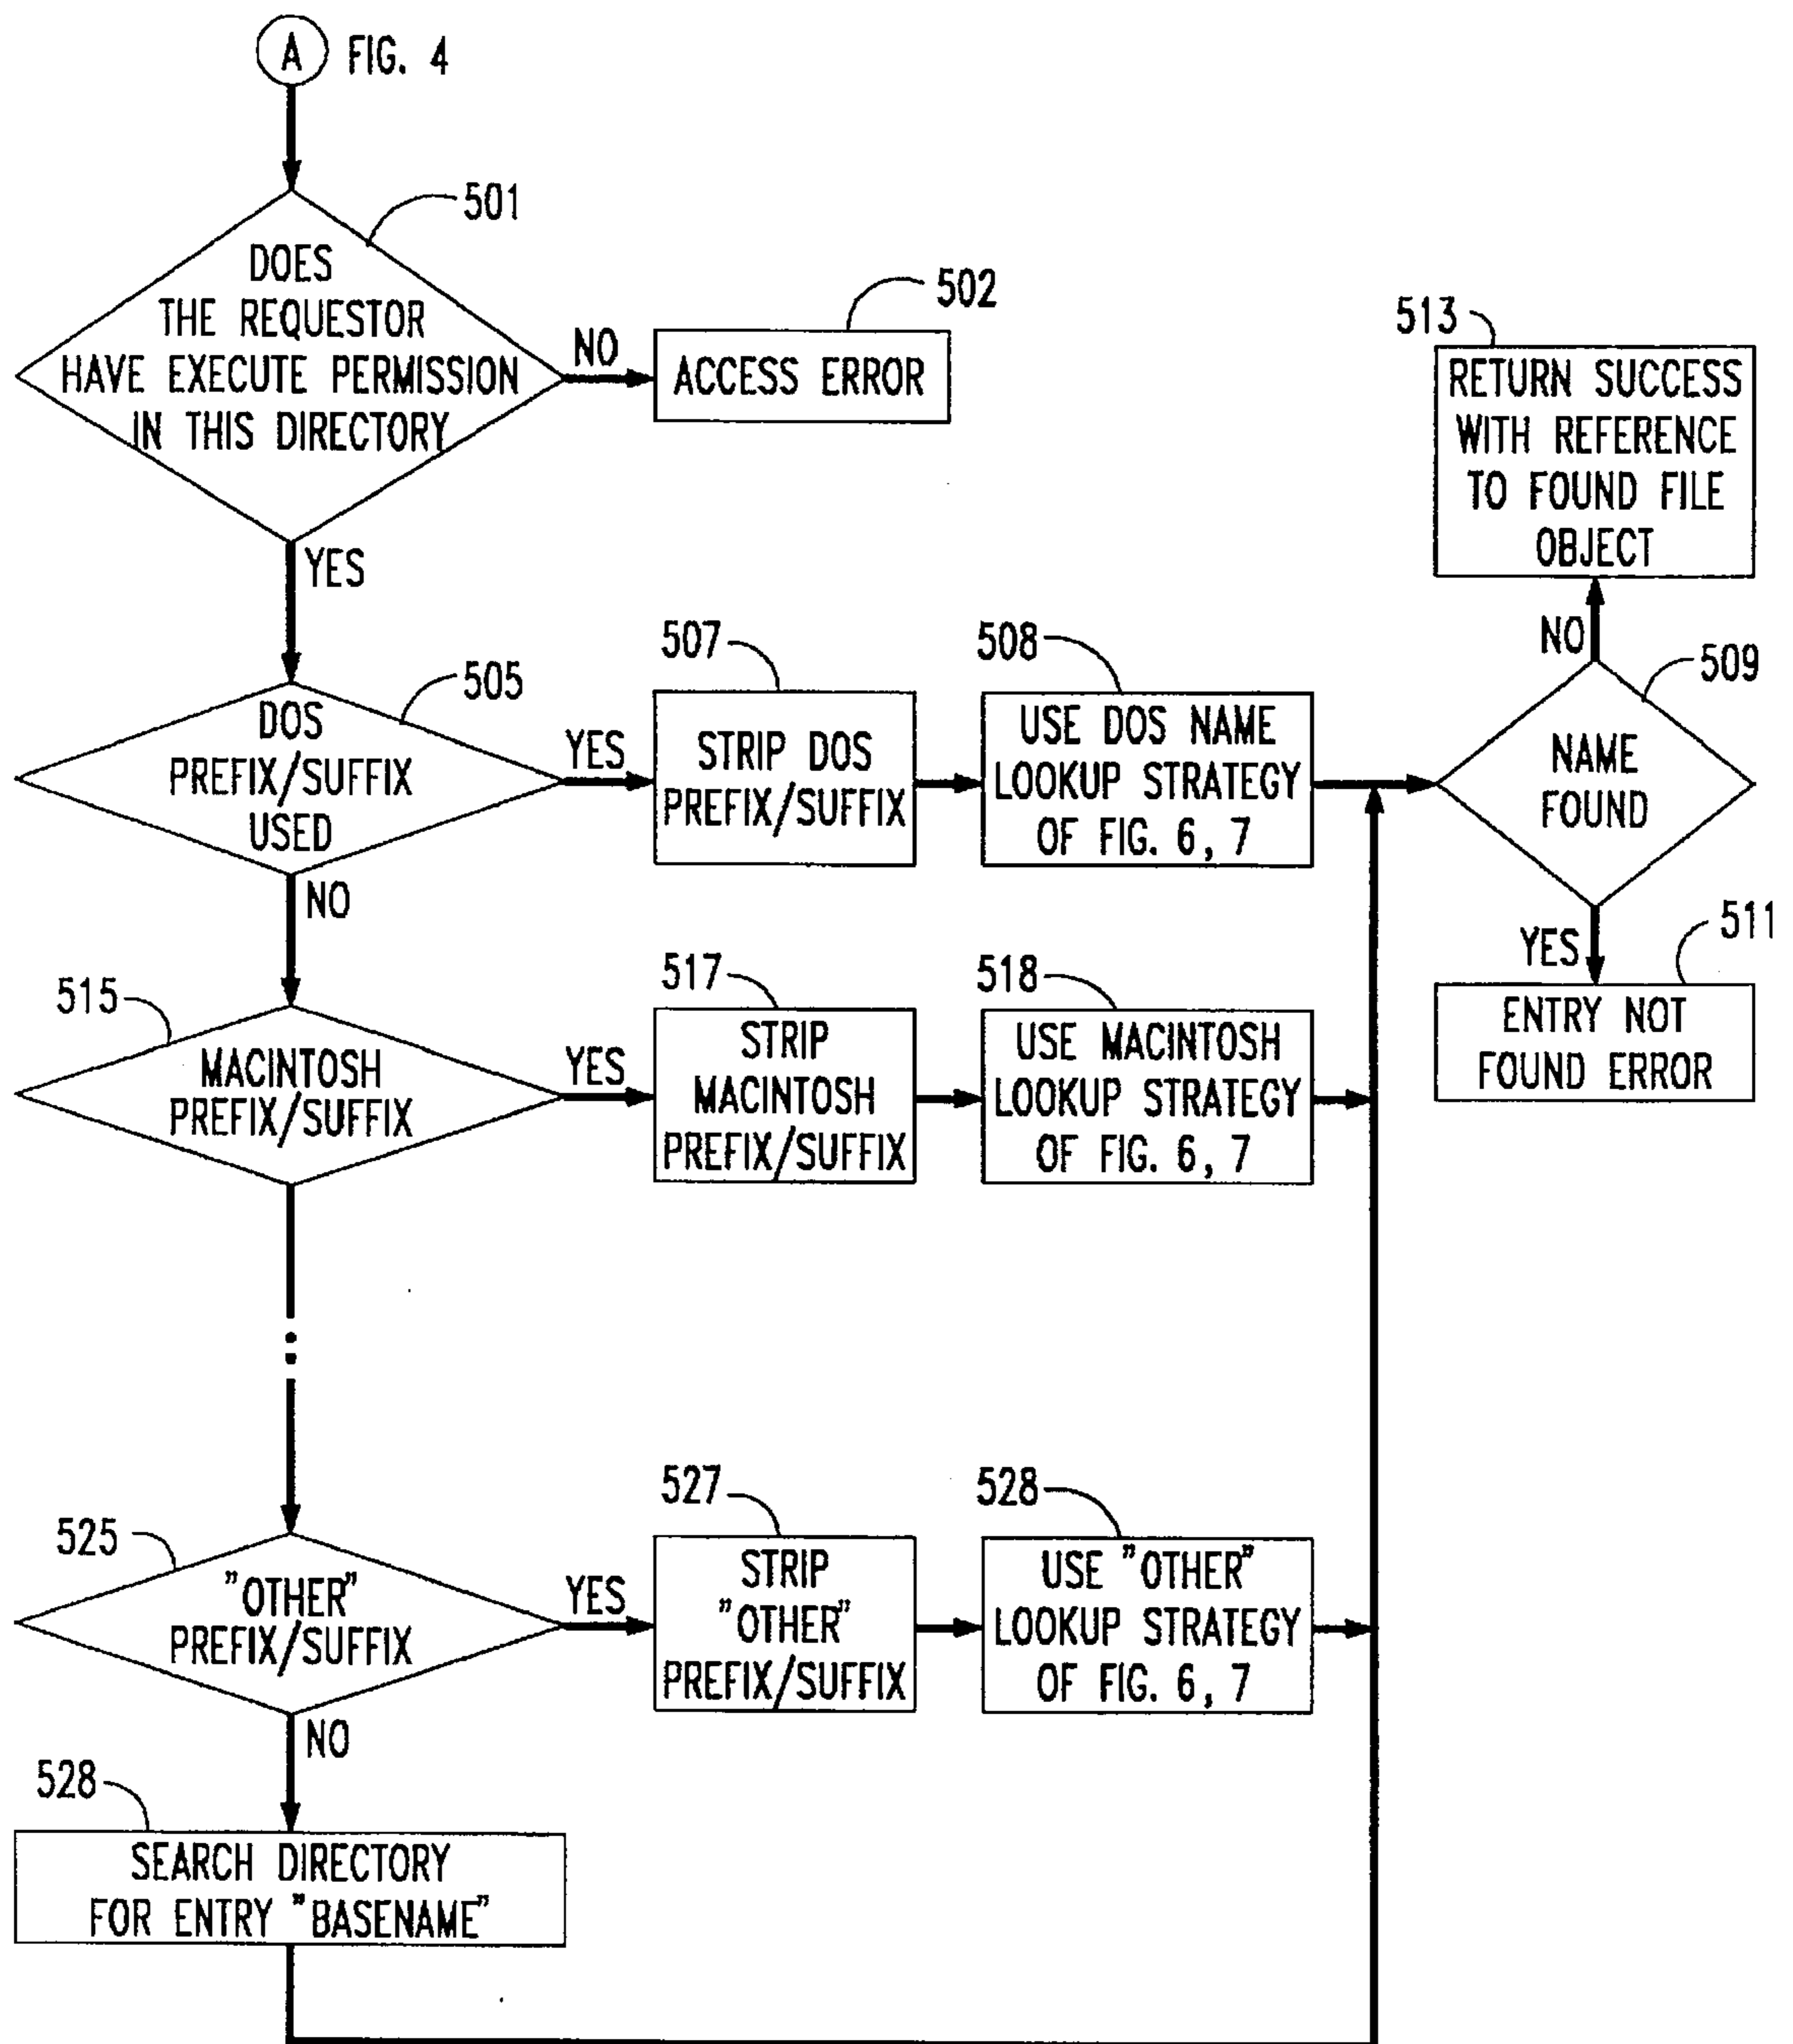 A FIG. 4
501
DOES
THE REQUESTOR
HAVE EXECUTE PERMISSION
IN THIS DIRECTORY
NO
502
ACCESS ERROR
YES
513
RETURN SUCCESS
WITH REFERENCE
TO FOUND FILE
OBJECT
NO
509
NAME
FOUND
YES
511
ENTRY NOT
FOUND ERROR
505
DOS
PREFIX/SUFFIX
USED
YES
507
STRIP DOS
PREFIX/SUFFIX
508
USE DOS NAME
LOOKUP STRATEGY
OF FIG. 6, 7
NO
515
MACINTOSH
PREFIX/SUFFIX
YES
517
STRIP
MACINTOSH
PREFIX/SUFFIX
518
USE MACINTOSH
LOOKUP STRATEGY
OF FIG. 6, 7
525
"OTHER"
PREFIX/SUFFIX
YES
527
STRIP
"OTHER"
PREFIX/SUFFIX
528
USE "OTHER"
LOOKUP STRATEGY
OF FIG. 6, 7
NO
528
SEARCH DIRECTORY
FOR ENTRY "BASENAME"